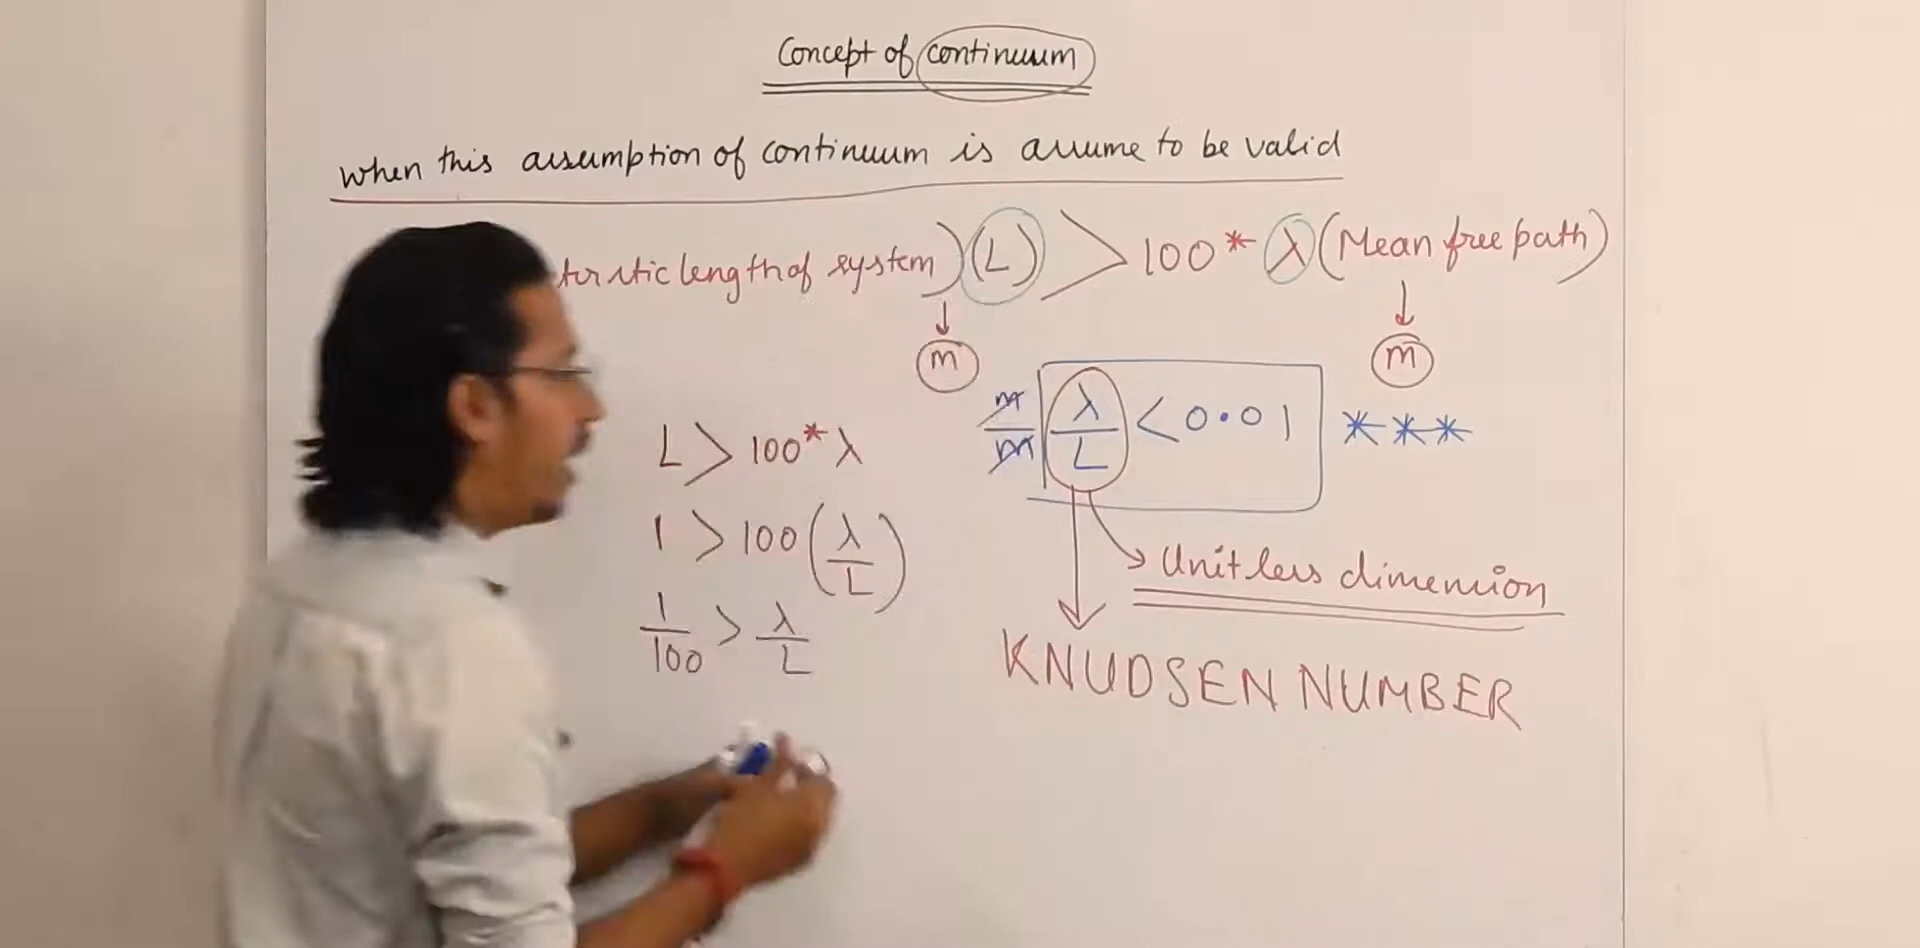 Concept of continuum
when this assumption of continuum is assume to be valid
length of system) (L) > 100 * λ (Mean free path)
↓ ↓
m m
m/m λ/L < 0.01 ***
L > 100 * λ
1 > 100 (λ/L)
→ Unitless dimension
1/100 > λ/L
KNUDSEN NUMBER